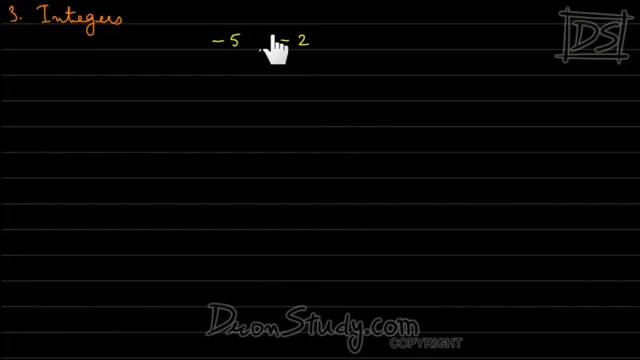 3. Integers
DS
-5 , -2
DronStudy.com
COPYRIGHT